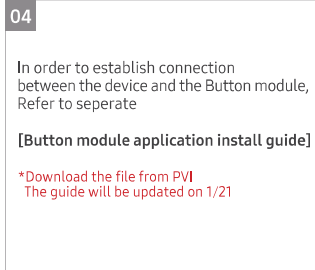 04
In order to establish connection
between the device and the Button module,
Refer to seperate
[Button module application install guide]
*Download the file from PVI
The guide will be updated on 1/21